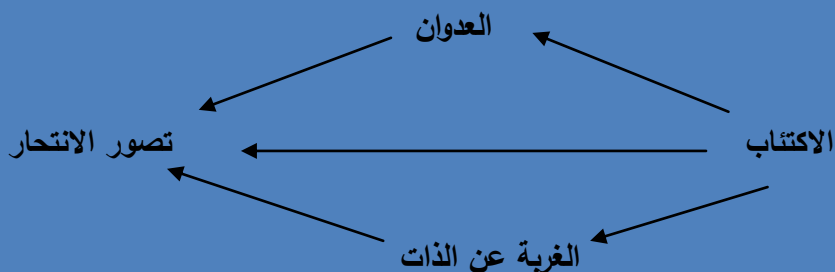 العدوان
الاكتئاب
تصور الانتحار
الغربة عن الذات